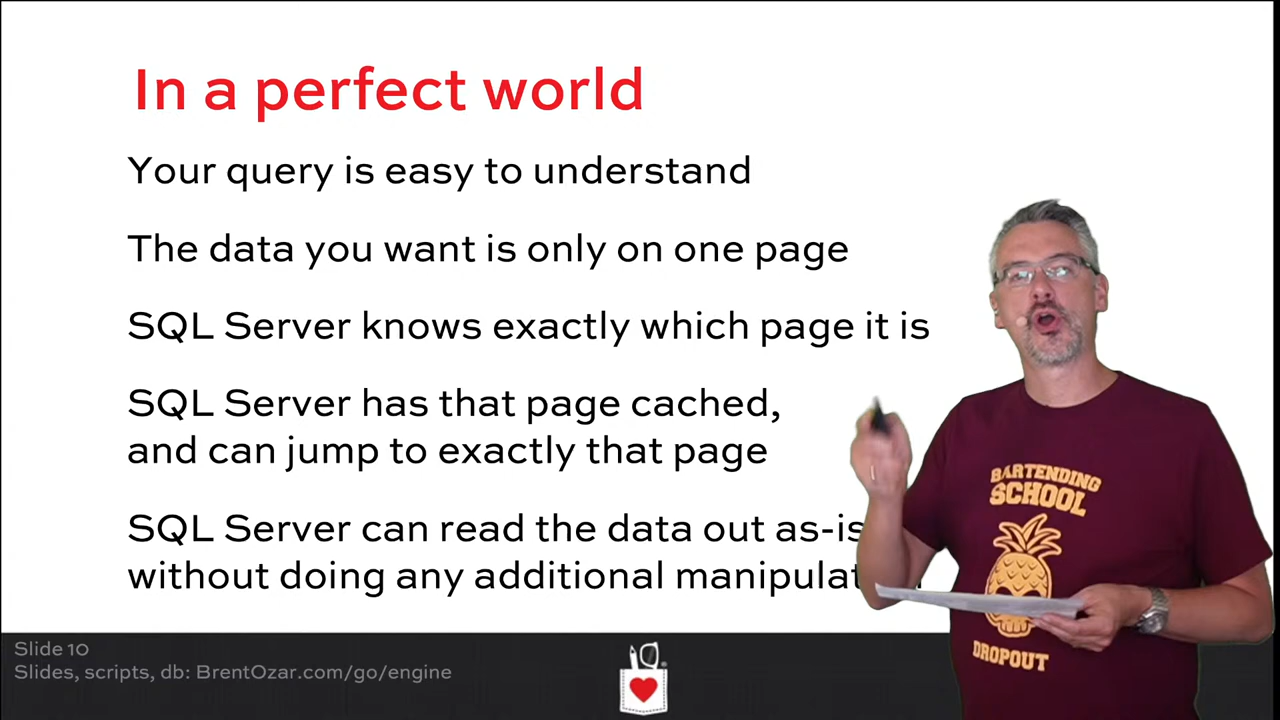 In a perfect world
Your query is easy to understand
The data you want is only on one page
SQL Server knows exactly which page it is
SQL Server has that page cached,
and can jump to exactly that page
SQL Server can read the data out as-is
without doing any additional
BARTENDING
SCHOOL
DROPOUT
Slide 10
Slides, scripts, db: BrentOzar.com/go/engine